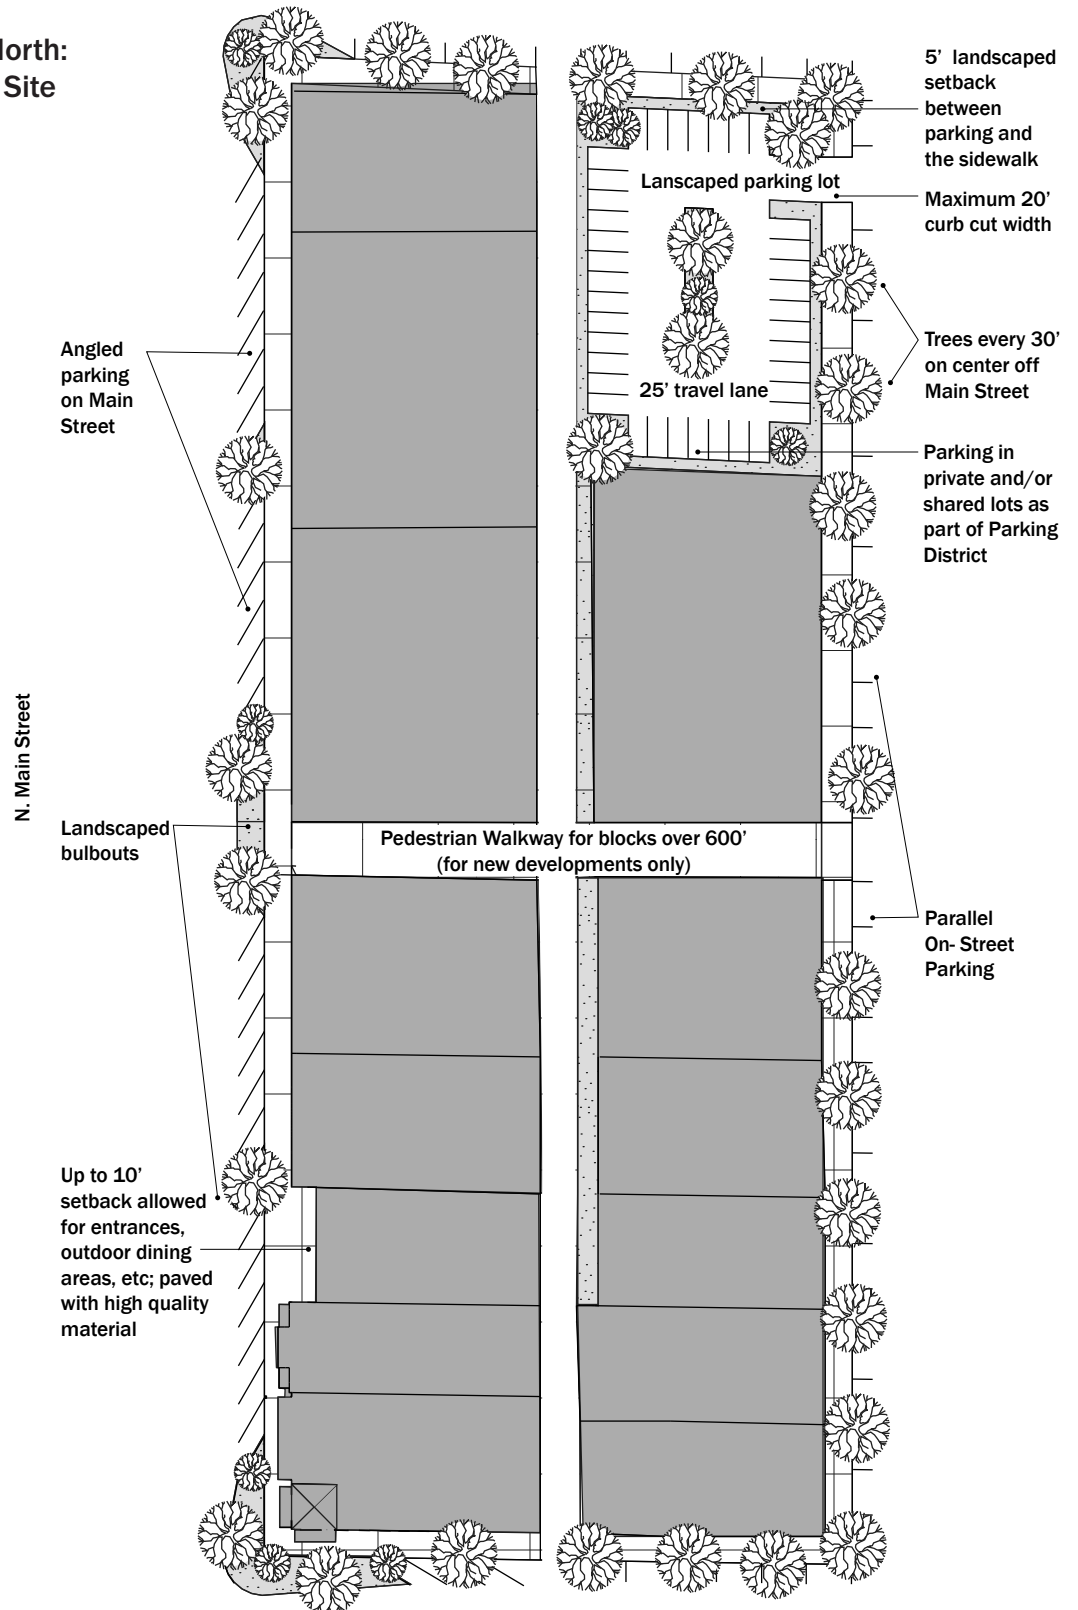 North:
Site
5’ landscaped
setback
between
parking and
the sidewalk
Lanscaped parking lot
Maximum 20’
curb cut width
Angled
parking
on Main
Street
Trees every 30’
on center off
Main Street
25’ travel lane
Parking in
private and/or
shared lots as
part of Parking
District
N. Main Street
Landscaped
bulbouts
Pedestrian Walkway for blocks over 600’
(for new developments only)
Parallel
On- Street
Parking
Up to 10’
setback allowed
for entrances,
outdoor dining
areas, etc; paved
with high quality
material